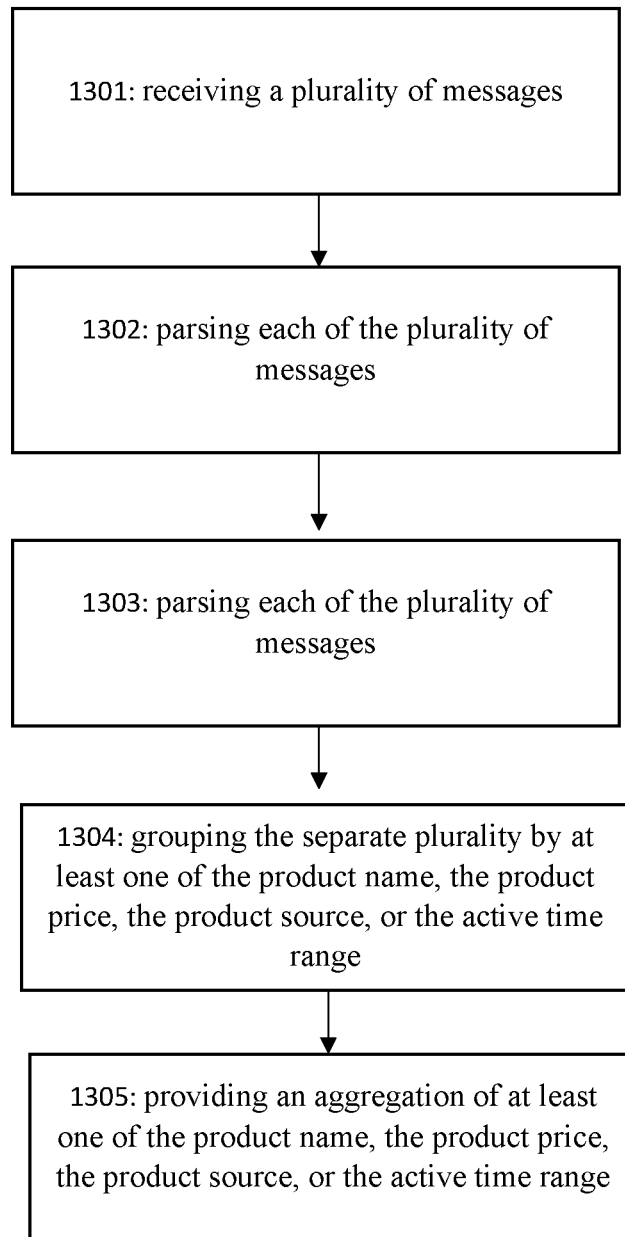 1301: receiving a plurality of messages
1302: parsing each of the plurality of
messages
1303: parsing each of the plurality of
messages
1304: grouping the separate plurality by at
least one of the product name, the product
price, the product source, or the active time
range
1305: providing an aggregation of at least
one of the product name, the product price,
the product source, or the active time range